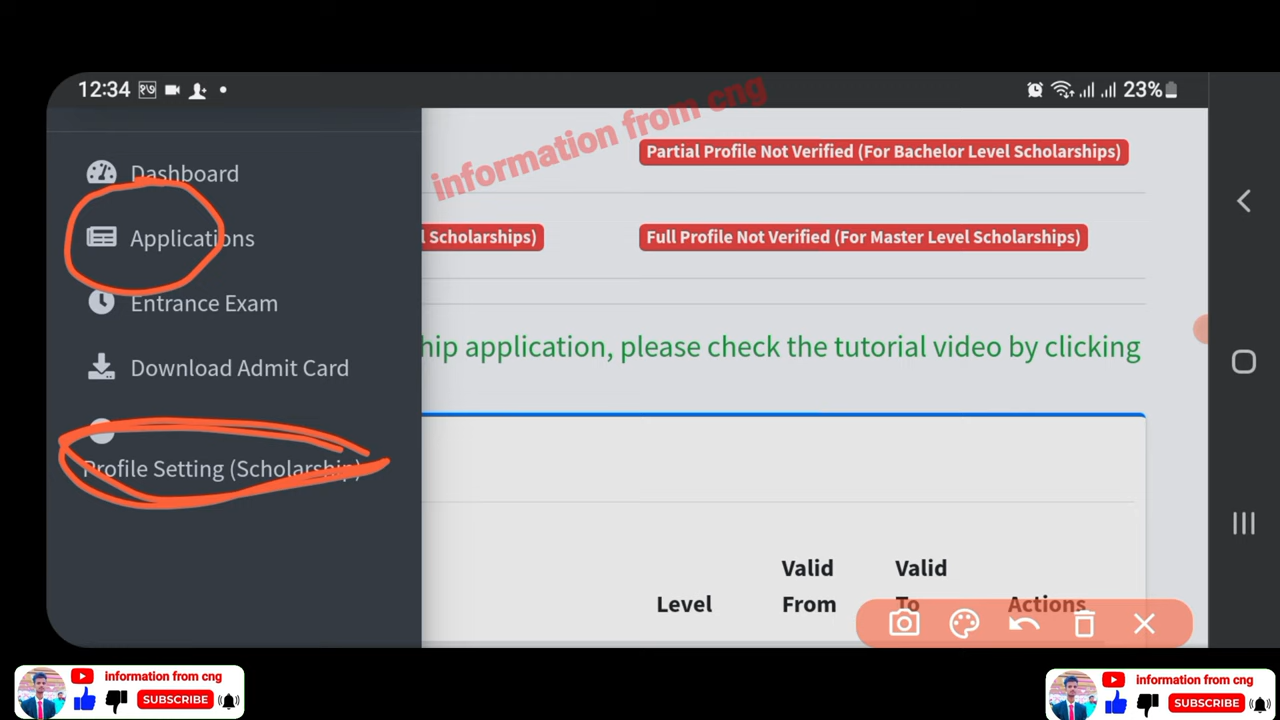 12:34 १७
23%
information from cng
Dashboard
Applications
Entrance Exam
Download Admit Card
Profile Setting (Scholarship)
Partial Profile Not Verified (For Bachelor Level Scholarships)
l Scholarships)
Full Profile Not Verified (For Master Level Scholarships)
hip application, please check the tutorial video by clicking
Level
Valid From
Valid To
Actions
information from cng
SUBSCRIBE
information from cng
SUBSCRIBE